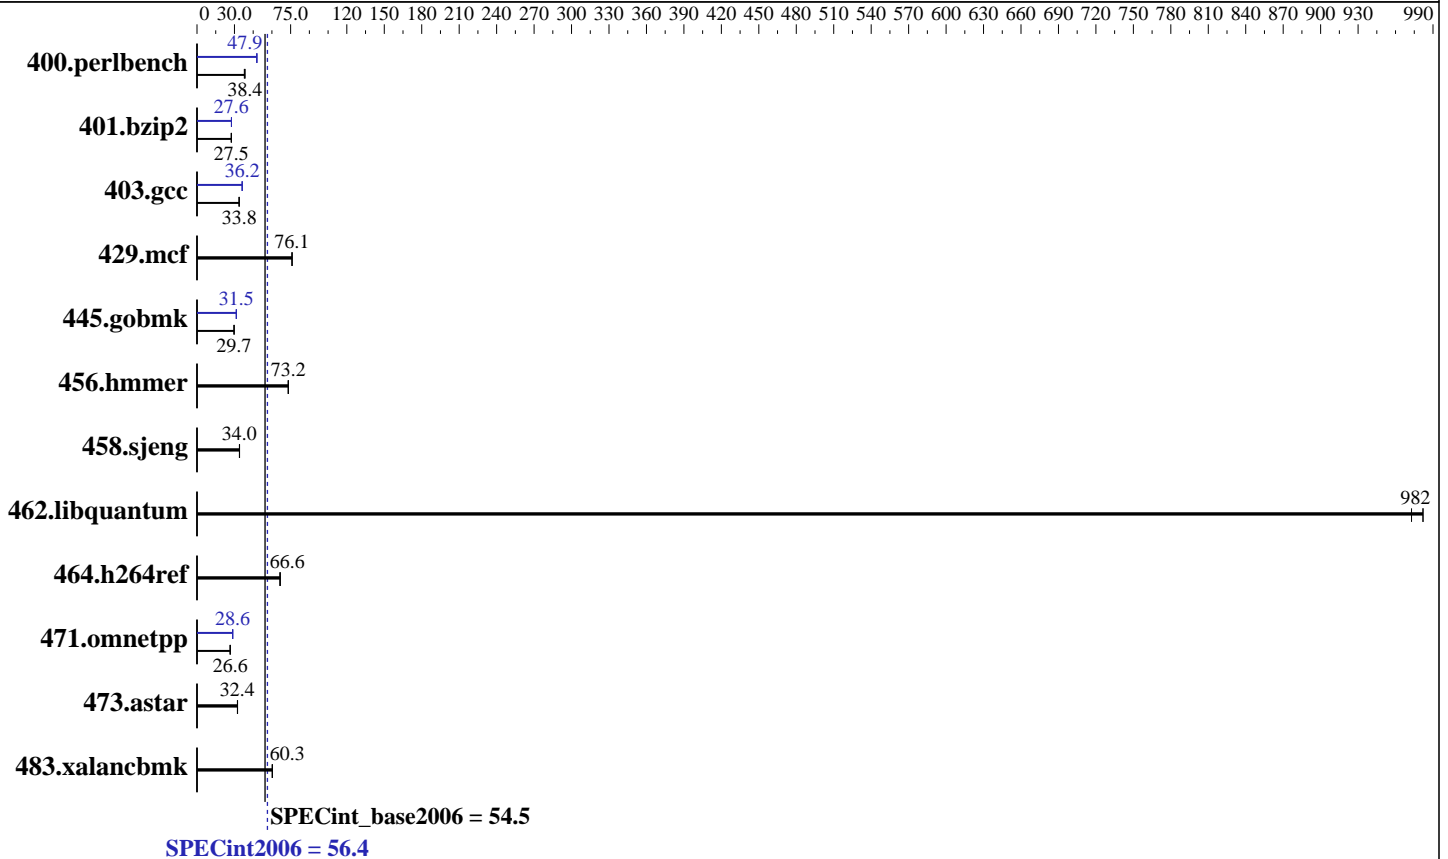 0 30.0 75.0 120 150 180 210 240 270 300 330 360 390 420 450 480 510 540 570 600 630 660 690 720 750 780 810 840 870 900 930 990
47.9
400.perlbench
38.4
27.6
401.bzip2
27.5
36.2
403.gcc
33.8
76.1
429.mcf
31.5
445.gobmk
29.7
73.2
456.hmmer
34.0
458.sjeng
982
462.libquantum
66.6
464.h264ref
28.6
471.omnetpp
26.6
32.4
473.astar
60.3
483.xalancbmk
SPECint_base2006 = 54.5
SPECint2006 = 56.4